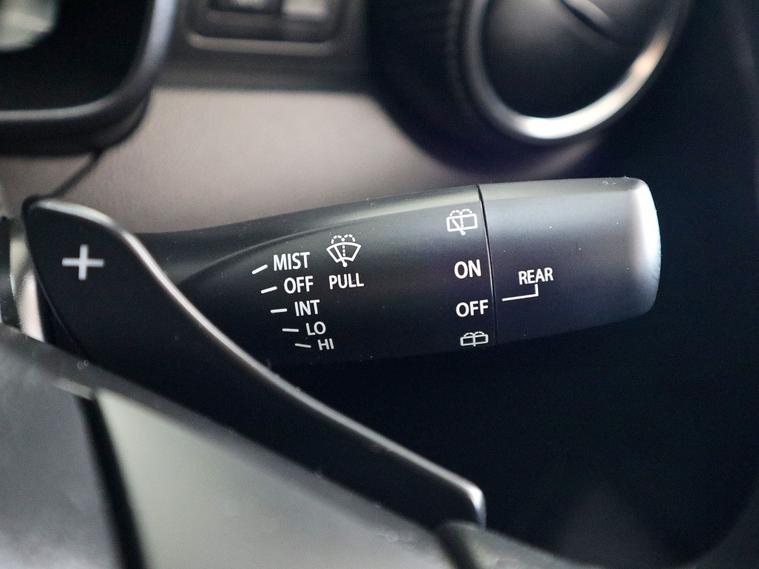 +
MIST
OFF
PULL
INT
LO
HI
ON
OFF
REAR